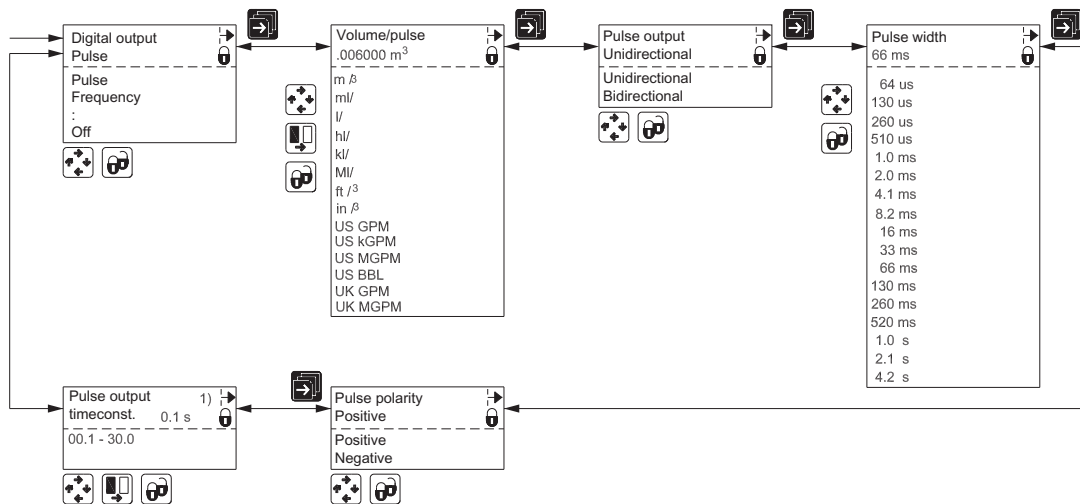 Digital output
Pulse
Pulse
Frequency
:
Off
Volume/pulse
.006000 m³
m /³
ml/
l/
hl/
kl/
Ml/
ft /³
in /³
US GPM
US kGPM
US MGPM
US BBL
UK GPM
UK MGPM
Pulse output
Unidirectional
Unidirectional
Bidirectional
Pulse width
66 ms
64 us
130 us
260 us
510 us
1.0 ms
2.0 ms
4.1 ms
8.2 ms
16 ms
33 ms
66 ms
130 ms
260 ms
520 ms
1.0 s
2.1 s
4.2 s
Pulse output 1)
timeconst. 0.1 s
00.1 - 30.0
Pulse polarity
Positive
Positive
Negative